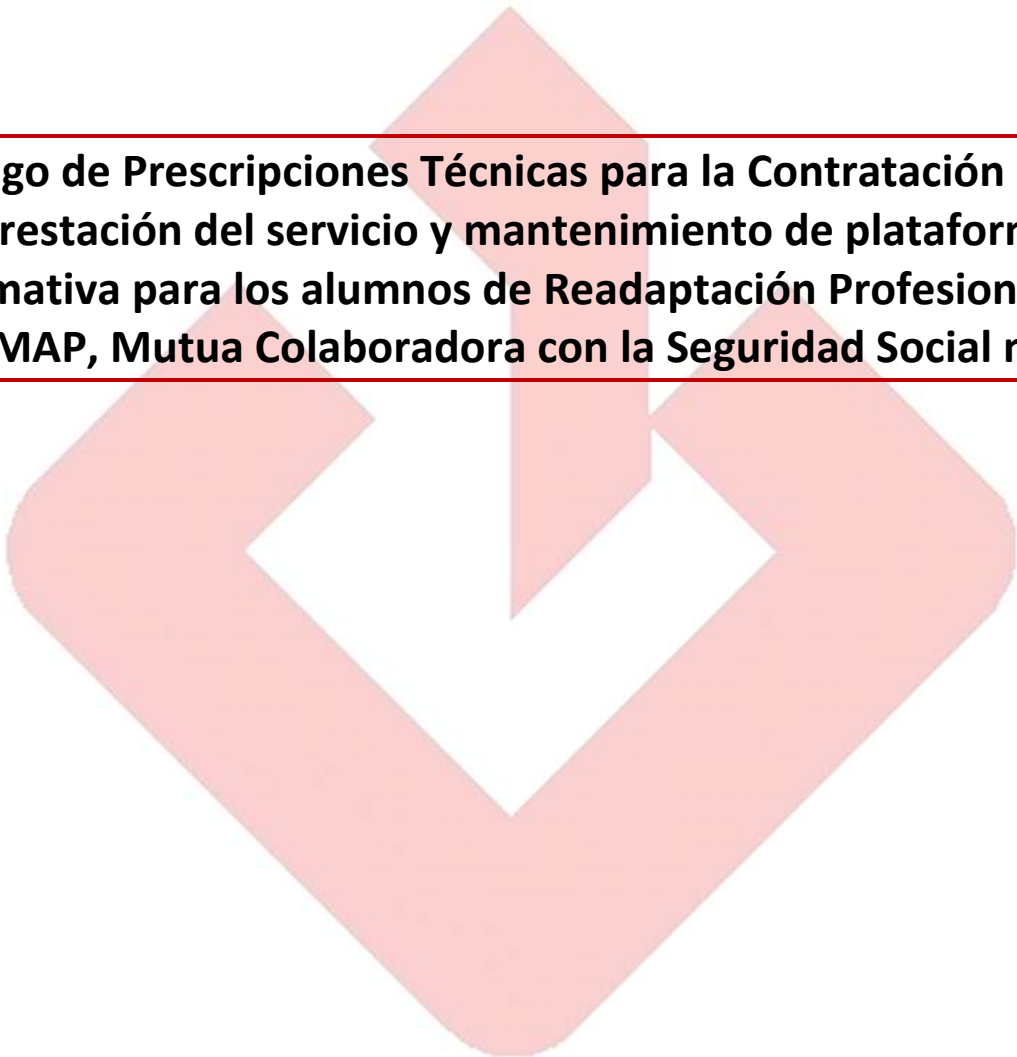 go de Prescripciones Técnicas para la Contratación
restación del servicio y mantenimiento de platafor
mativa para los alumnos de Readaptación Profesion
MAP, Mutua Colaboradora con la Seguridad Social